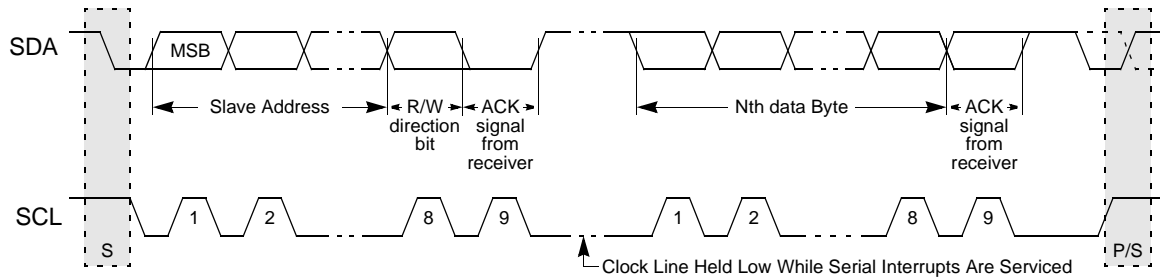 SDA
MSB
Slave Address
R/W
direction
bit
ACK
signal
from
receiver
Nth data Byte
ACK
signal
from
receiver
SCL
1
2
8
9
1
2
8
9
S
P/S
Clock Line Held Low While Serial Interrupts Are Serviced